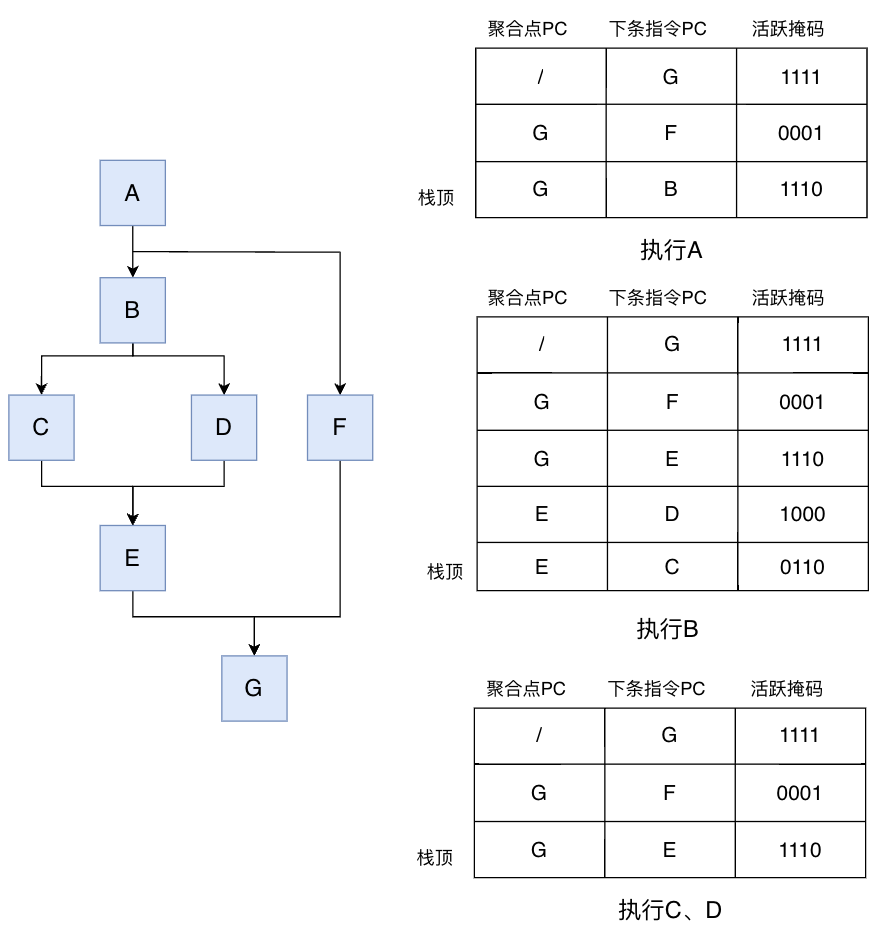 A
B
C
D
F
E
G
聚合点PC 下条指令PC 活跃掩码
/ G 1111
G F 0001
栈顶 G B 1110
执行A
聚合点PC 下条指令PC 活跃掩码
/ G 1111
G F 0001
G E 1110
E D 1000
栈顶 E C 0110
执行B
聚合点PC 下条指令PC 活跃掩码
/ G 1111
G F 0001
栈顶 G E 1110
执行C、D